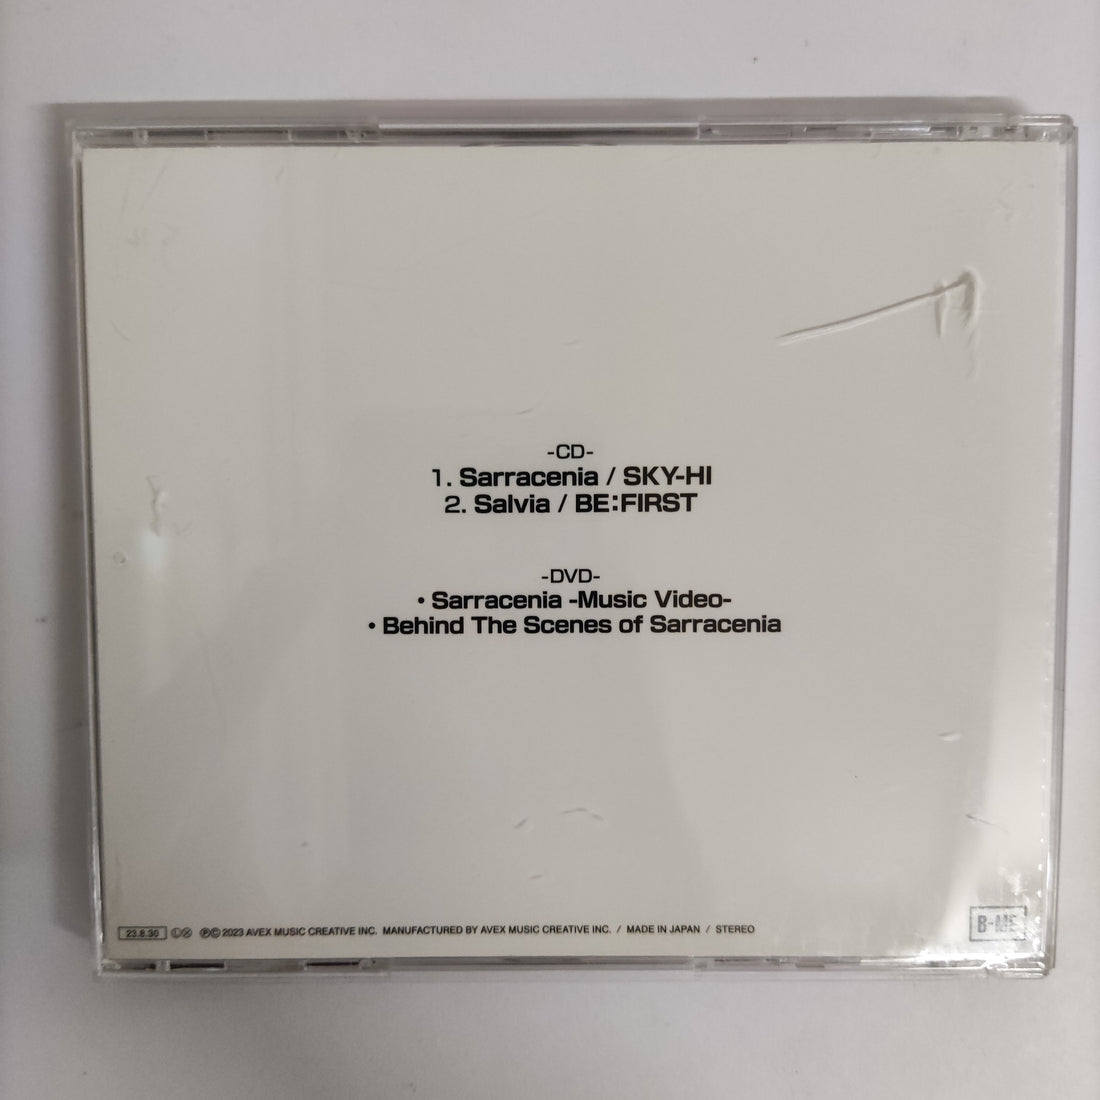 -CD-
1. Sarracenia / SKY-HI
2. Salvia / BE:FIRST
-DVD-
• Sarracenia -Music Video-
• Behind The Scenes of Sarracenia
23.8.30 ⓁⓍ ℗© 2023 AVEX MUSIC CREATIVE INC. MANUFACTURED BY AVEX MUSIC CREATIVE INC. / MADE IN JAPAN / STEREO
B-ME